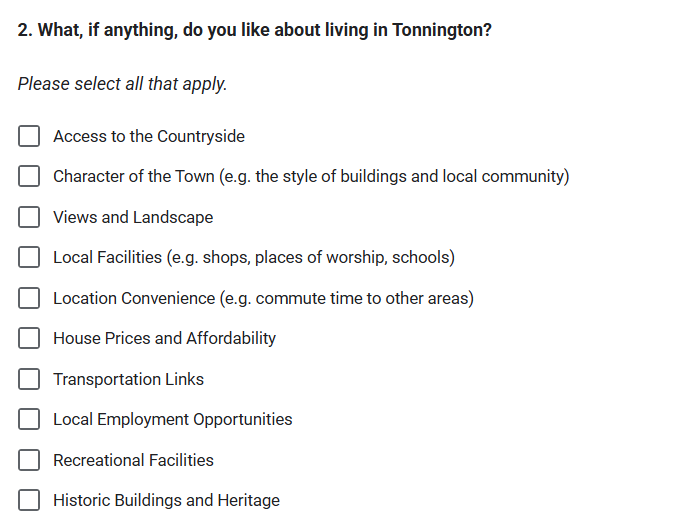 2. What, if anything, do you like about living in Tonnington?
Please select all that apply.
Access to the Countryside
Character of the Town (e.g. the style of buildings and local community)
Views and Landscape
Local Facilities (e.g. shops, places of worship, schools)
Location Convenience (e.g. commute time to other areas)
House Prices and Affordability
Transportation Links
Local Employment Opportunities
Recreational Facilities
Historic Buildings and Heritage